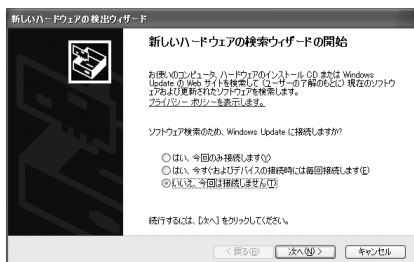 新しいハードウェアの検出ウィザード
新しいハードウェアの検索ウィザードの開始
お使いのコンピュータ、ハードウェアのインストール CD または Windows
Update の Web サイトを検索して (ユーザーの了解のもとに) 現在のソフトウ
ェアおよび更新されたソフトウェアを検索します。
プライバシー ポリシーを表示します。
ソフトウェア検索のため、Windows Update に接続しますか?
はい、今回のみ接続します(Y)
はい、今すぐおよびデバイスの接続時には毎回接続します(E)
いいえ、今回は接続しません(T)
続行するには、[次へ] をクリックしてください。
< 戻る(B)
次へ(N) >
キャンセル